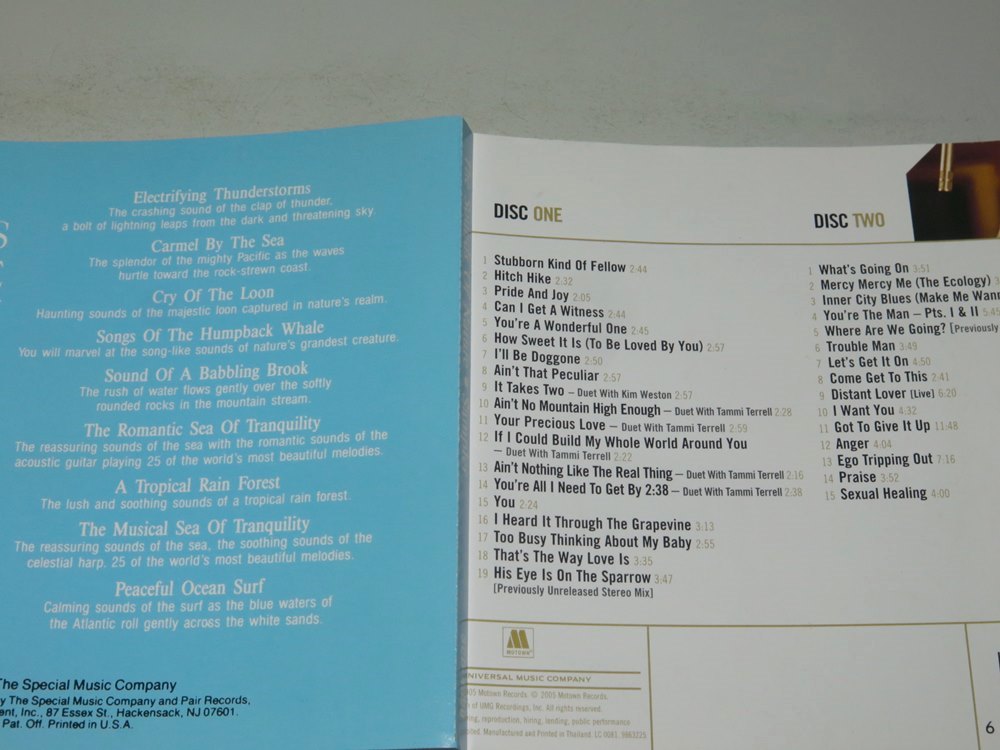 Electrifying Thunderstorms
The crashing sound of the clap of thunder,
a bolt of lightning leaps from the dark and threatening sky.
Carmel By The Sea
The splendor of the mighty Pacific as the waves
hurtle toward the rock-strewn coast.
Cry Of The Loon
Haunting sounds of the majestic loon captured in nature's realm.
Songs Of The Humpback Whale
You will marvel at the song-like sounds of nature's grandest creature.
Sound Of A Babbling Brook
The rush of water flows gently over the softly
rounded rocks in the mountain stream.
The Romantic Sea Of Tranquility
The reassuring sounds of the sea with the romantic sounds of the
acoustic guitar playing 25 of the world's most beautiful melodies.
A Tropical Rain Forest
The lush and soothing sounds of a tropical rain forest.
The Musical Sea Of Tranquility
The reassuring sounds of the sea, the soothing sounds of the
celestial harp. 25 of the world's most beautiful melodies.
Peaceful Ocean Surf
Calming sounds of the surf as the blue waters of
the Atlantic roll gently across the white sands.
The Special Music Company
y The Special Music Company and Pair Records,
ent, Inc., 87 Essex St., Hackensack, NJ 07601.
Pat. Off. Printed in U.S.A.
DISC ONE
1 Stubborn Kind Of Fellow 2:44
2 Hitch Hike 2:32
3 Pride And Joy 2:05
4 Can I Get A Witness 2:44
5 You're A Wonderful One 2:45
6 How Sweet It Is (To Be Loved By You) 2:57
7 I'll Be Doggone 2:50
8 Ain't That Peculiar 2:57
9 It Takes Two – Duet With Kim Weston 2:57
10 Ain't No Mountain High Enough – Duet With Tammi Terrell 2:28
11 Your Precious Love – Duet With Tammi Terrell 2:59
12 If I Could Build My Whole World Around You
– Duet With Tammi Terrell 2:22
13 Ain't Nothing Like The Real Thing – Duet With Tammi Terrell 2:16
14 You're All I Need To Get By 2:38 – Duet With Tammi Terrell 2:38
15 You 2:24
16 I Heard It Through The Grapevine 3:13
17 Too Busy Thinking About My Baby 2:55
18 That's The Way Love Is 3:35
19 His Eye Is On The Sparrow 3:47
[Previously Unreleased Stereo Mix]
DISC TWO
1 What's Going On 3:51
2 Mercy Mercy Me (The Ecology) 3
3 Inner City Blues (Make Me Wann
4 You're The Man – Pts. I & II 5:45
5 Where Are We Going? [Previously
6 Trouble Man 3:49
7 Let's Get It On 4:50
8 Come Get To This 2:41
9 Distant Lover [Live] 6:20
10 I Want You 4:32
11 Got To Give It Up 11:48
12 Anger 4:04
13 Ego Tripping Out 7:16
14 Praise 3:52
15 Sexual Healing 4:00
MOTOWN
UNIVERSAL MUSIC COMPANY
005 Motown Records. © 2005 Motown Records.
n of UMG Recordings, Inc. All rights reserved.
ing, reproduction, hiring, lending, public performance
bited. Manufactured and Printed in Thailand. LC 0081. 9863225.
6